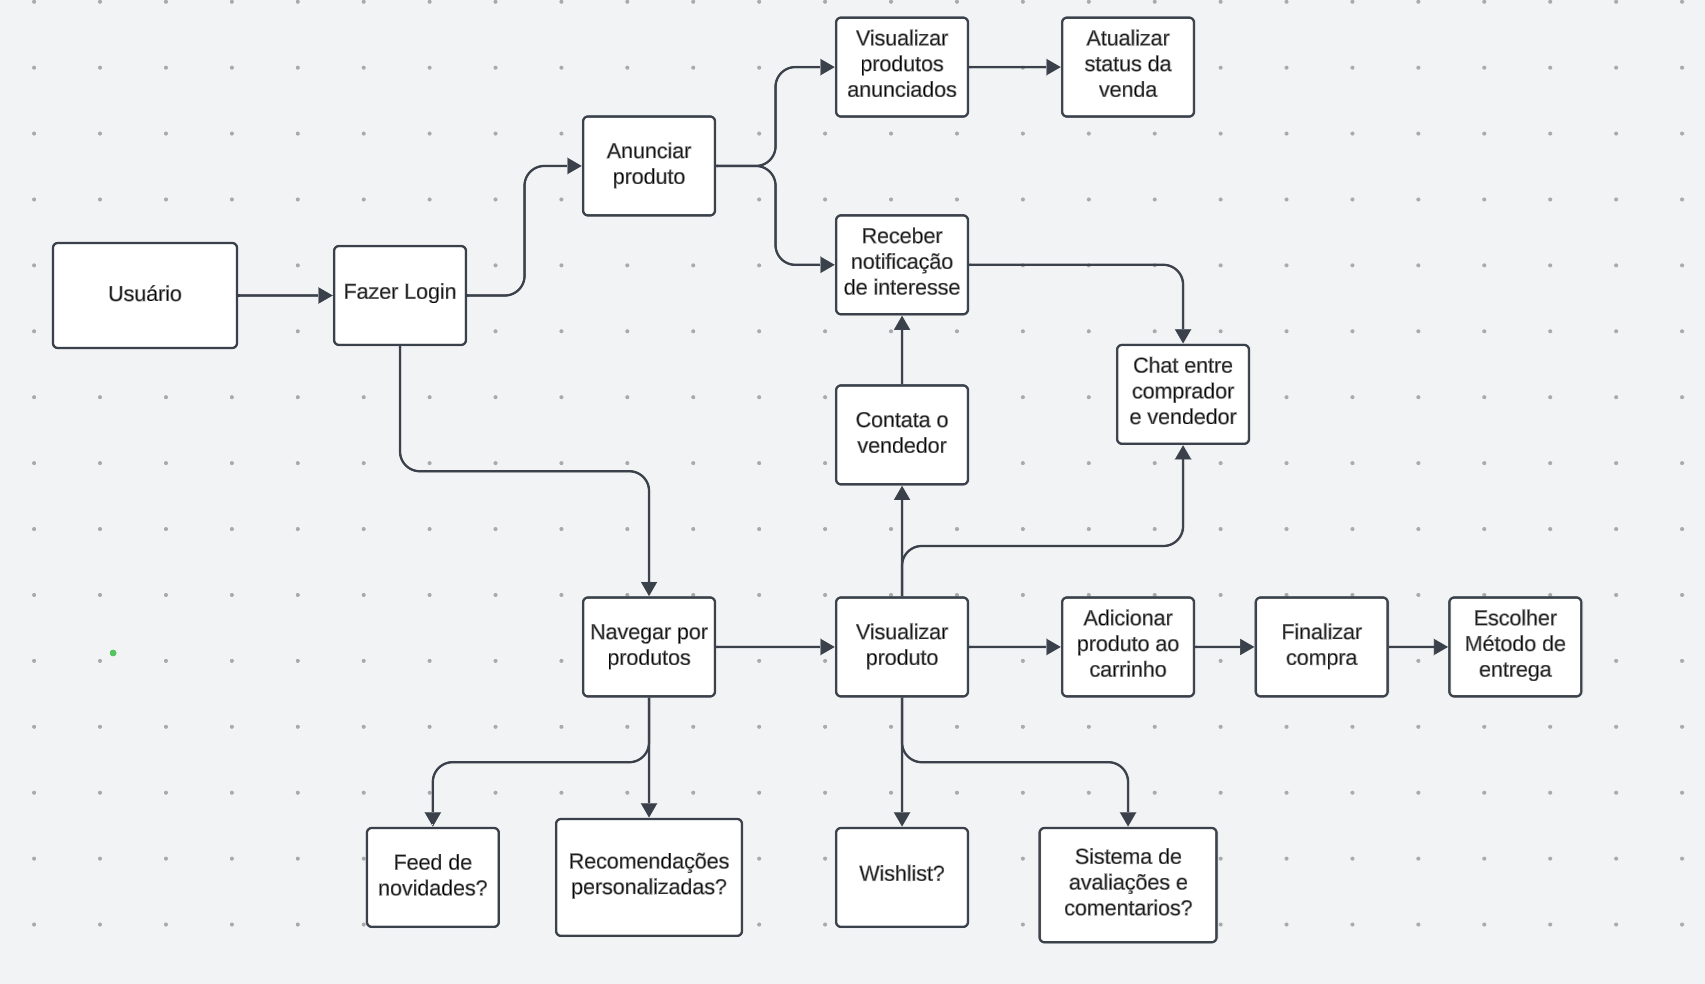 Visualizar
produtos
anunciados
Atualizar
status da
venda
Anunciar
produto
Receber
notificação
de interesse
Usuário
Fazer Login
Chat entre
comprador
e vendedor
Contata o
vendedor
Navegar por
produtos
Visualizar
produto
Adicionar
produto ao
carrinho
Finalizar
compra
Escolher
Método de
entrega
Feed de
novidades?
Recomendações
personalizadas?
Wishlist?
Sistema de
avaliações e
comentarios?